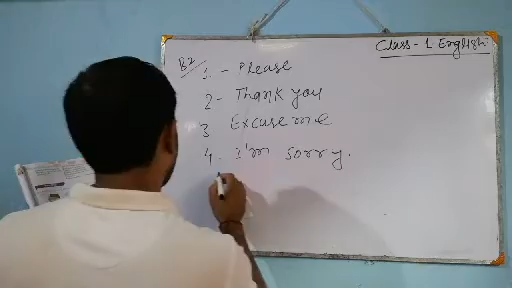 Class - 1 English
B2
1 - Please
2 - Thank you
3 Excuse me
4. I'm sorry.